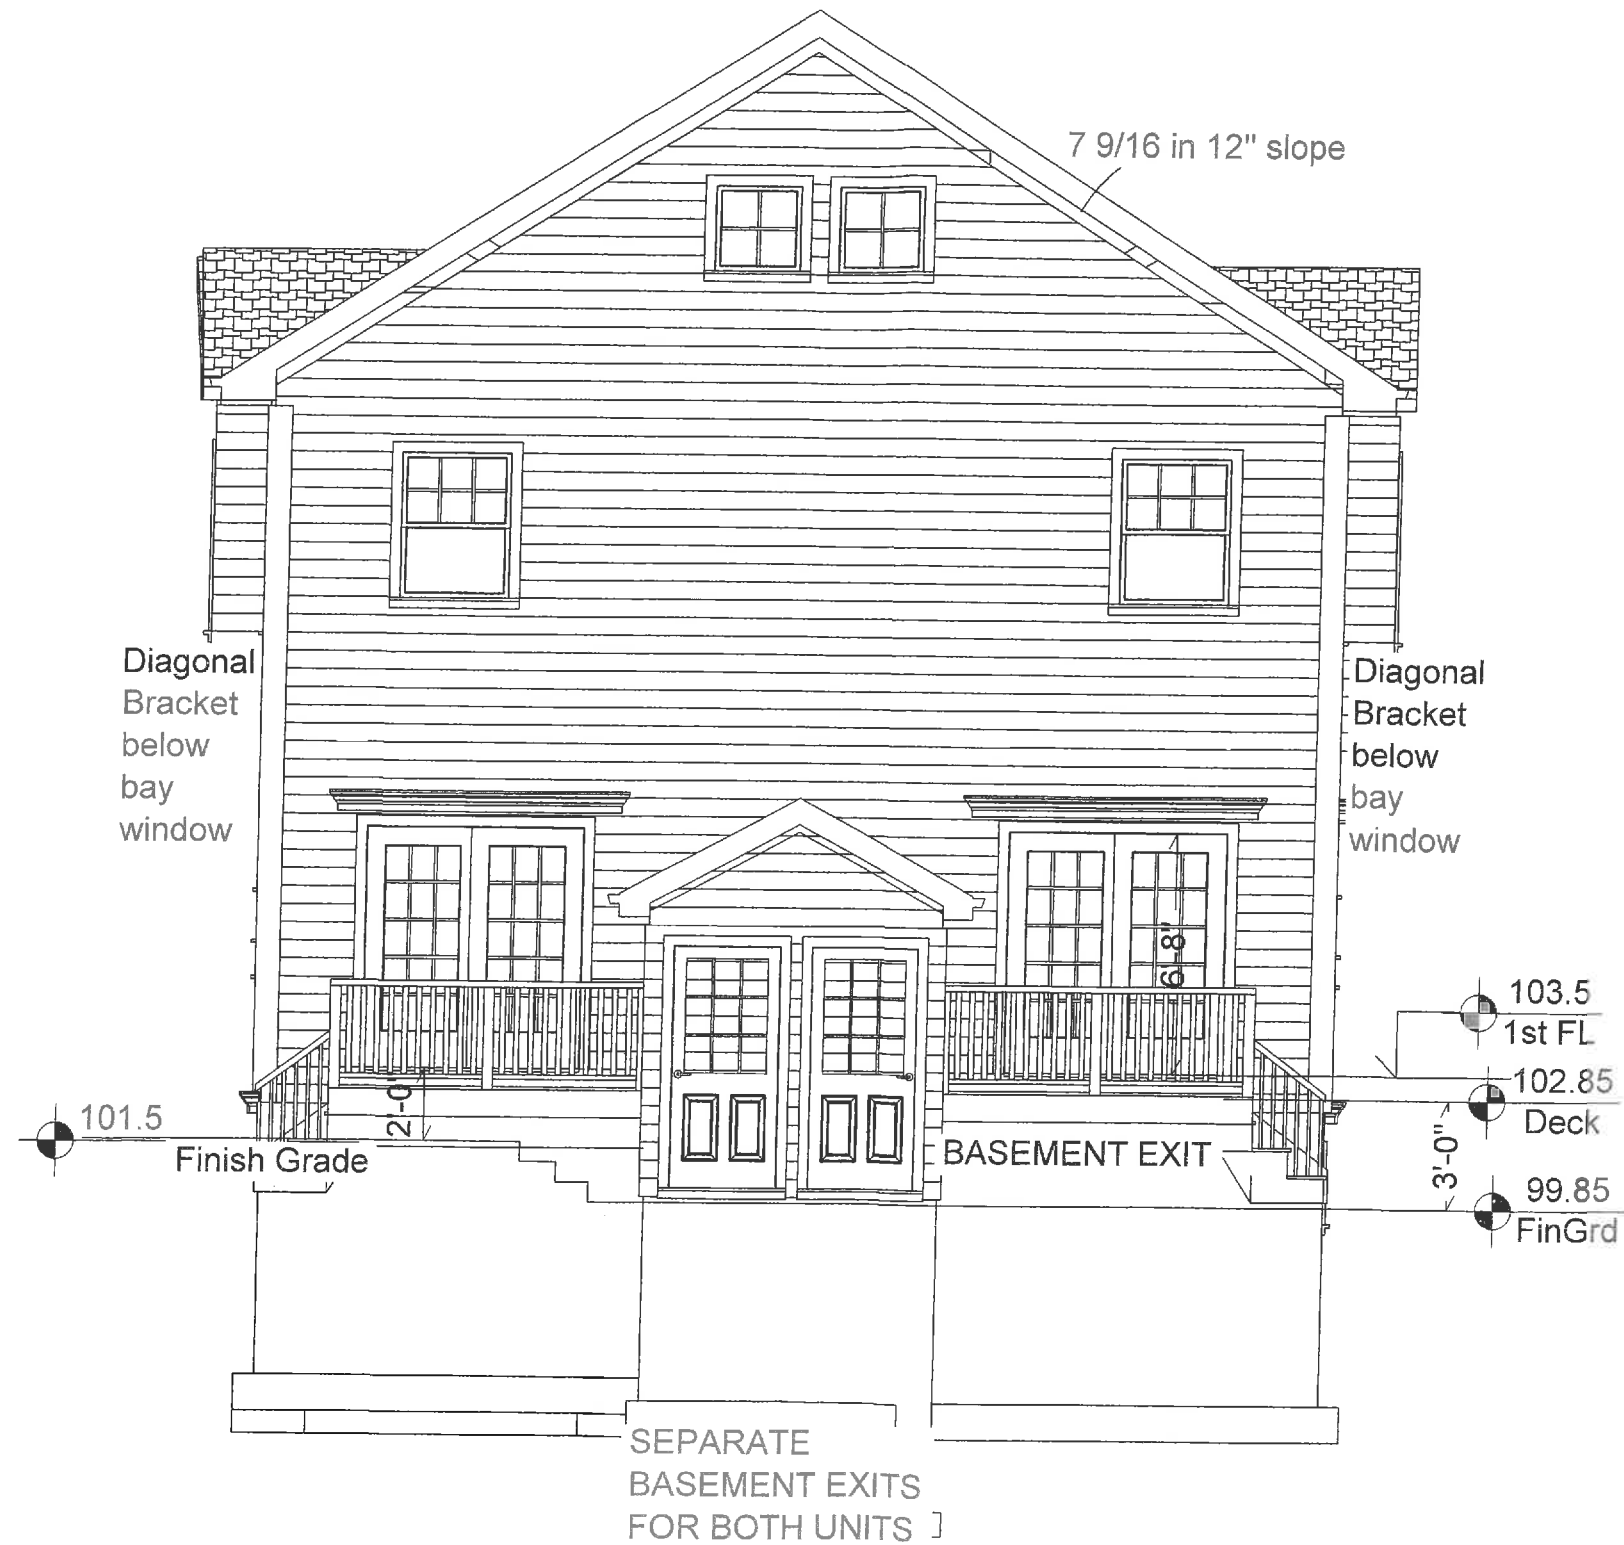 7 9/16 in 12" slope
Diagonal
Bracket
below
bay
window
Diagonal
Bracket
below
bay
window
6'-8"
103.5
1st FL
102.85
Deck
2'-0"
101.5
Finish Grade
BASEMENT EXIT
3'-0"
99.85
FinGrd
SEPARATE
BASEMENT EXITS
FOR BOTH UNITS